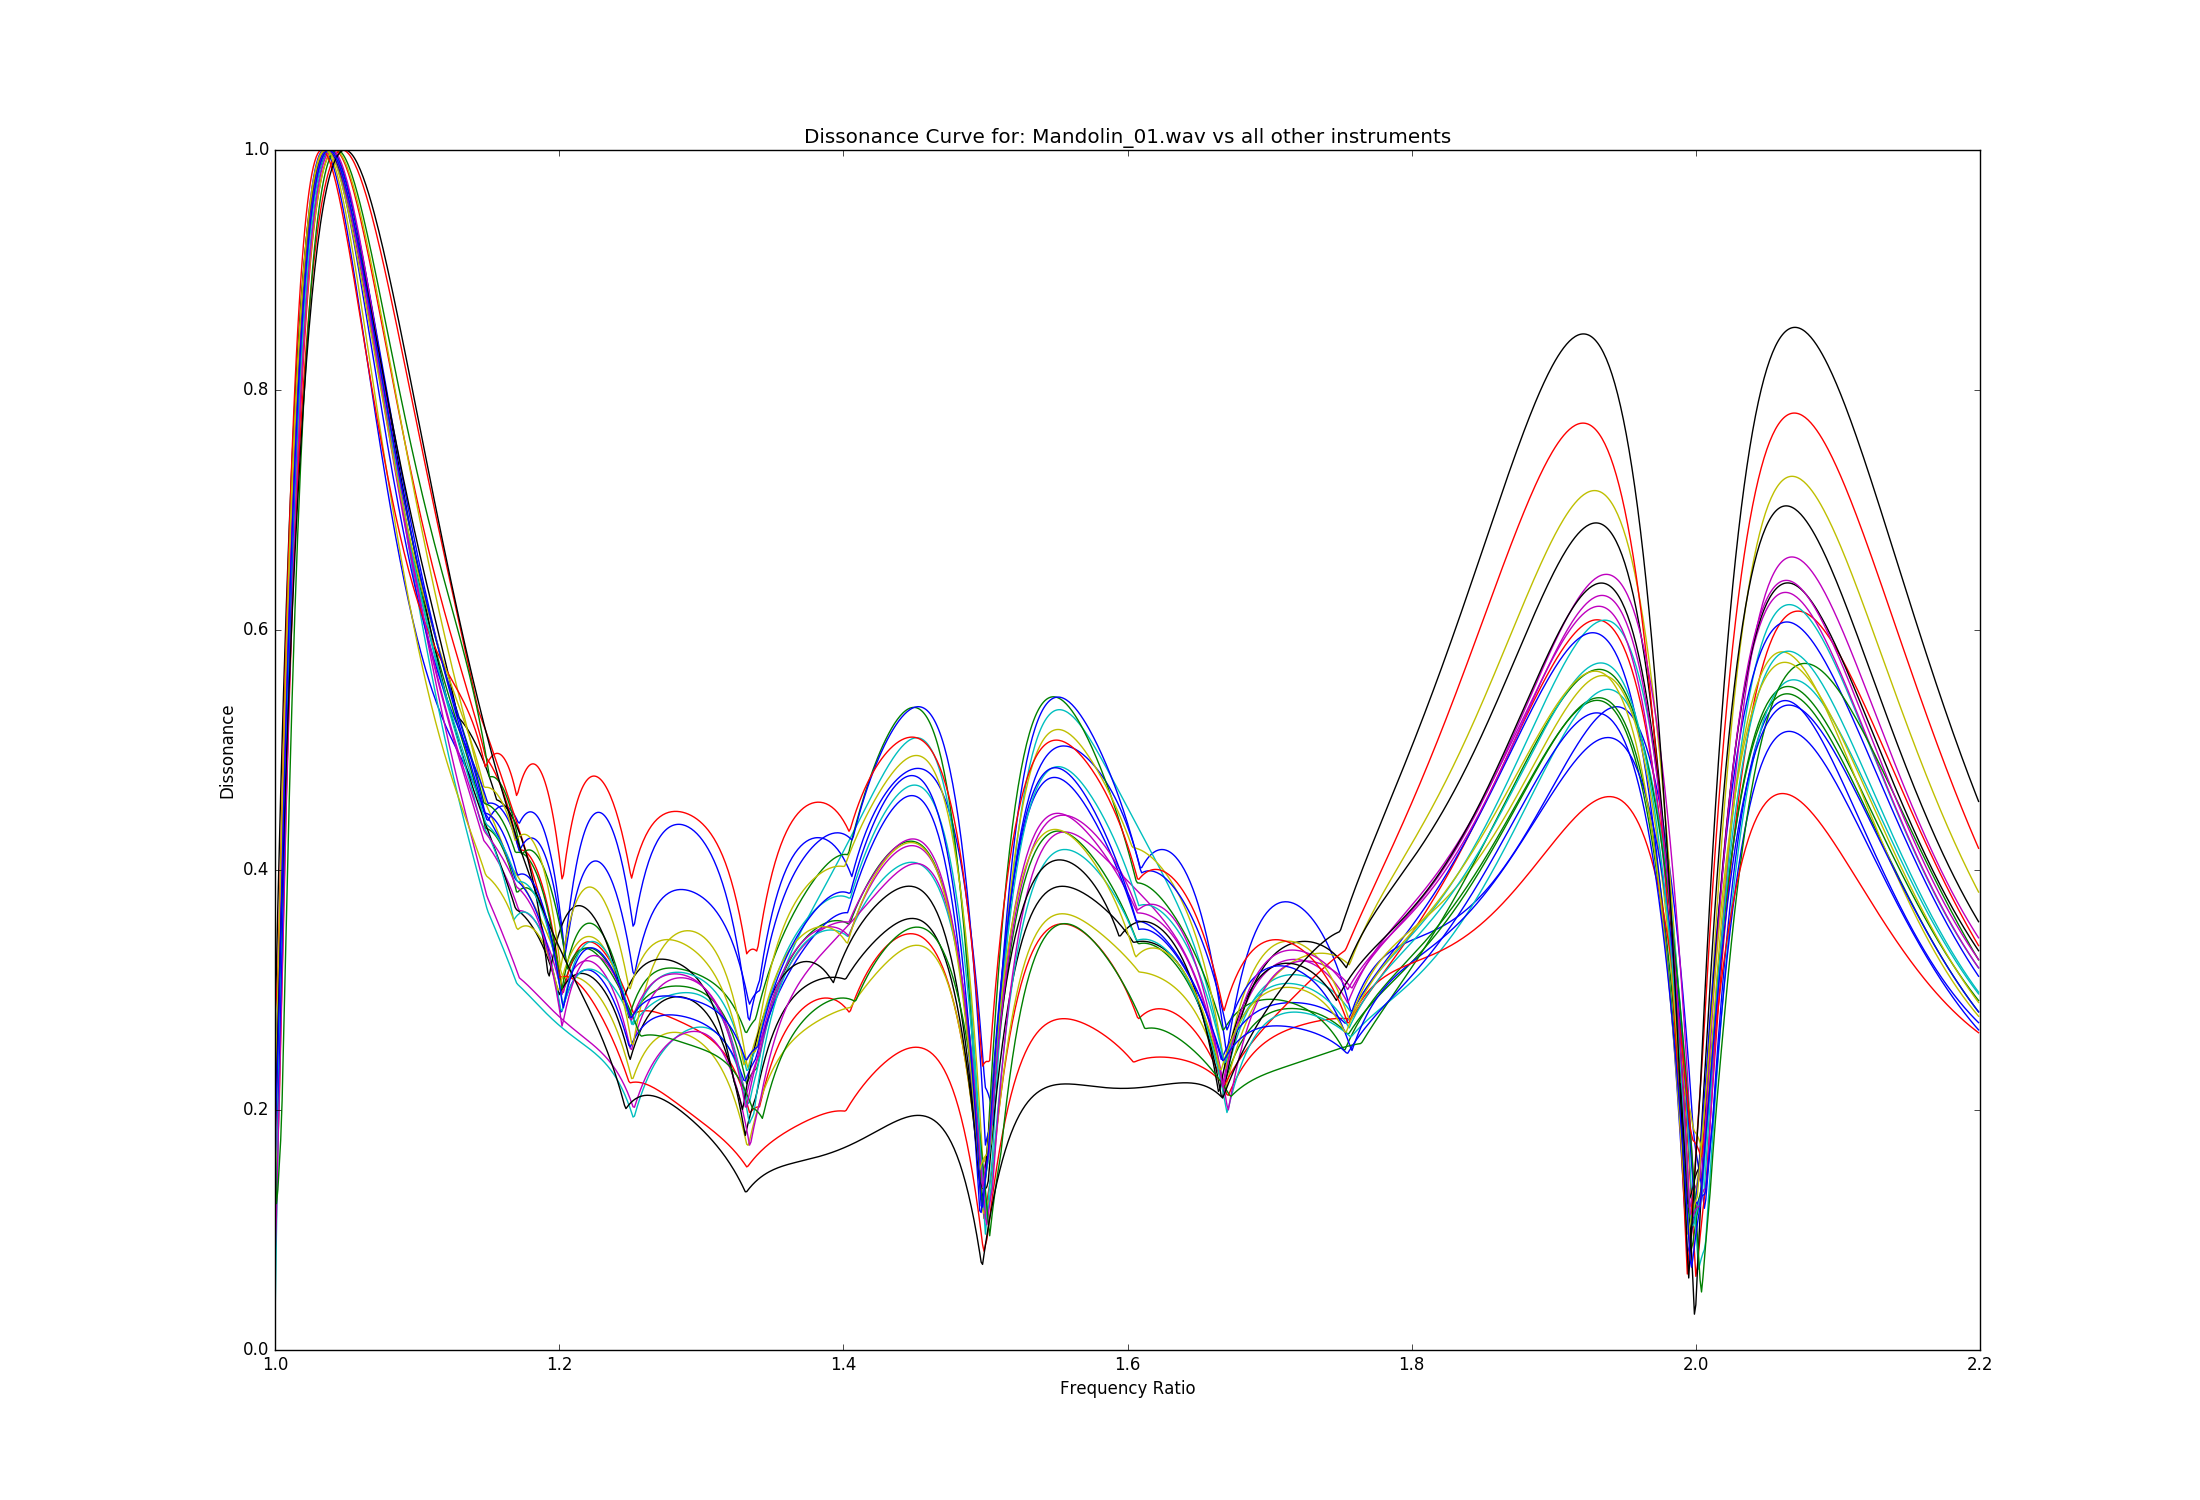 Dissonance Curve for: Mandolin_01.wav vs all other instruments
1.0
0.8
0.6
0.4
0.2
0.0
Dissonance
1.0 1.2 1.4 1.6 1.8 2.0 2.2
Frequency Ratio